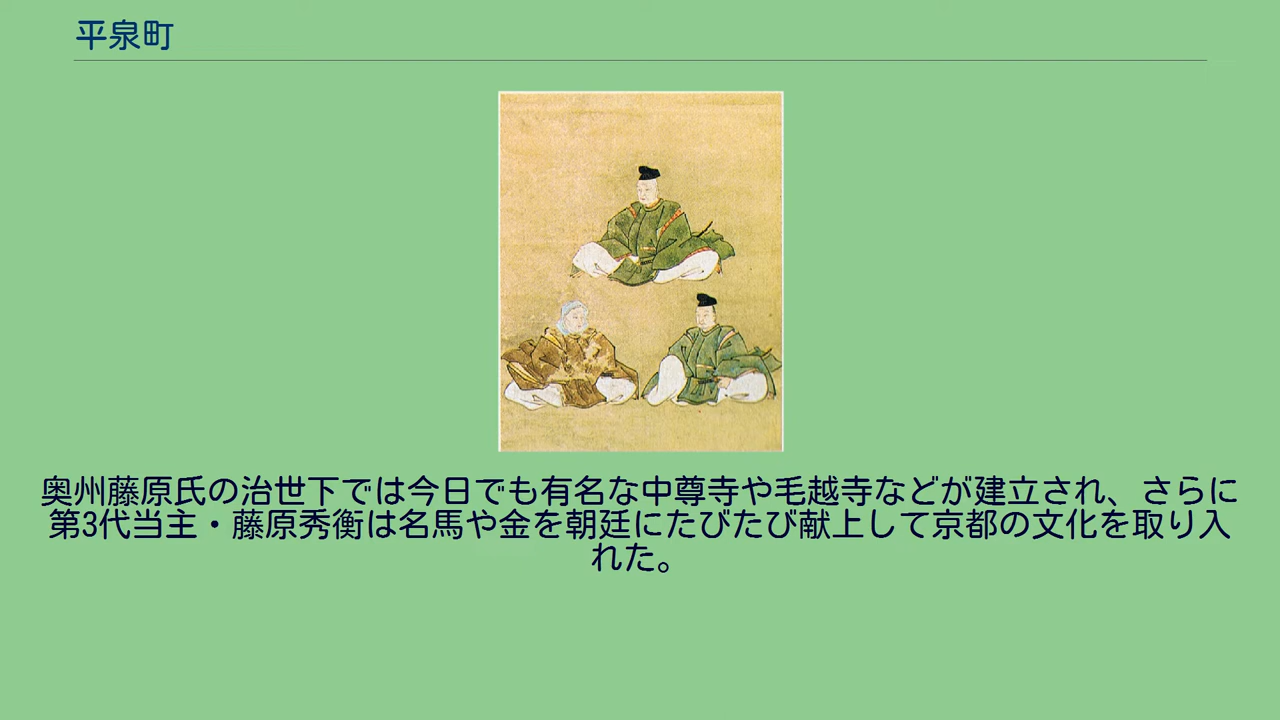 平泉町
奥州藤原氏の治世下では今日でも有名な中尊寺や毛越寺などが建立され、さらに
第3代当主・藤原秀衡は名馬や金を朝廷にたびたび献上して京都の文化を取り入
れた。